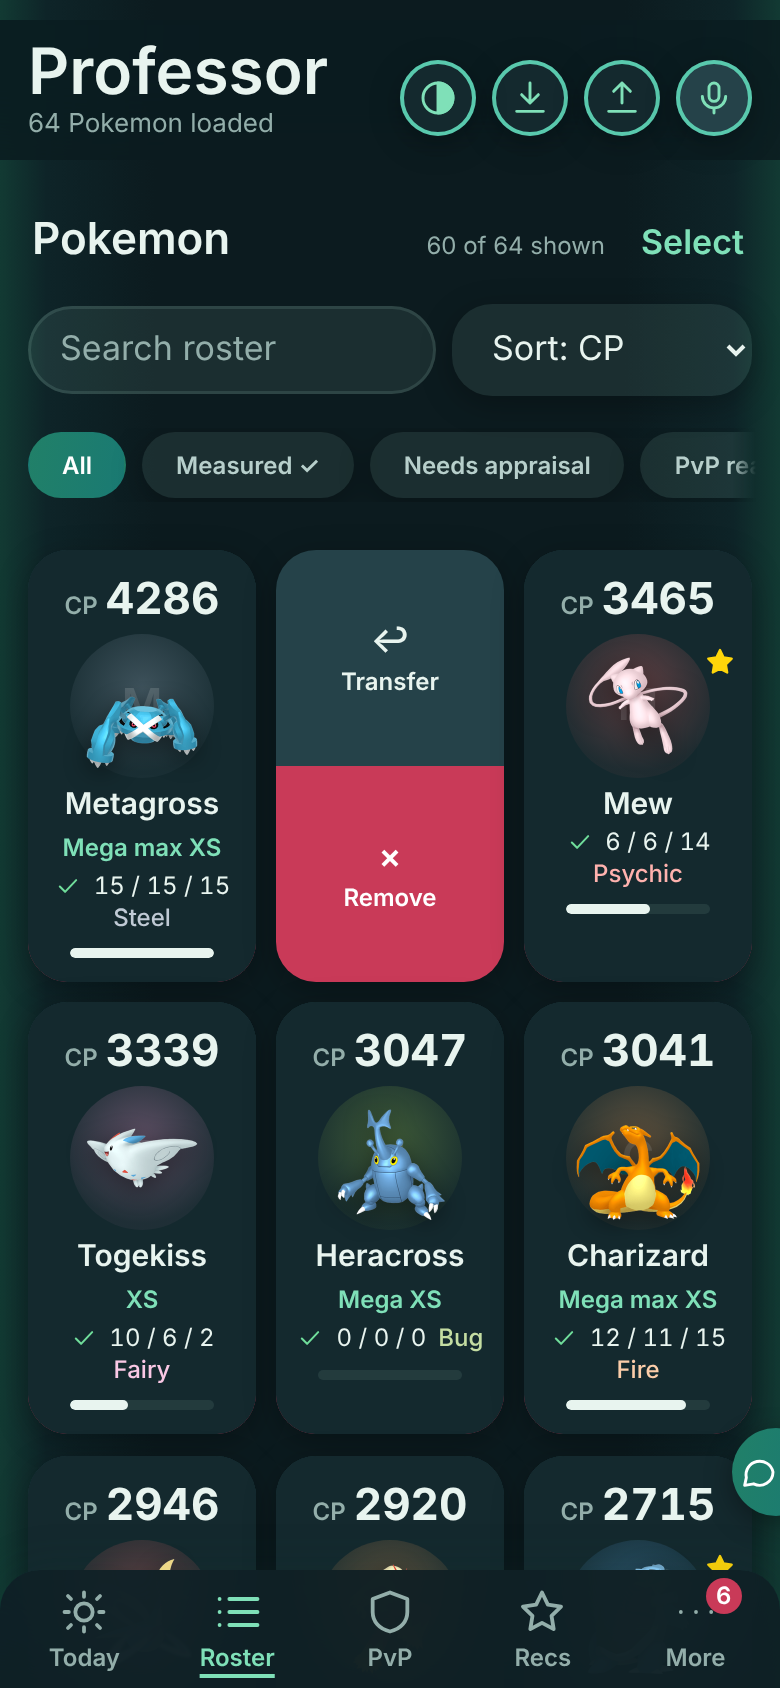 Professor
64 Pokemon loaded
Pokemon
60 of 64 shown
Select
Search roster
Sort: CP
All
Measured ✓
Needs appraisal
PvP rea
CP 4286
Metagross
Mega max XS
✓ 15 / 15 / 15
Steel
Transfer
× Remove
CP 3465
Mew
✓ 6 / 6 / 14
Psychic
CP 3339
Togekiss
XS
✓ 10 / 6 / 2
Fairy
CP 3047
Heracross
Mega XS
✓ 0 / 0 / 0 Bug
CP 3041
Charizard
Mega max XS
✓ 12 / 11 / 15
Fire
CP 2946
CP 2920
CP 2715
Today
Roster
PvP
Recs
6
More